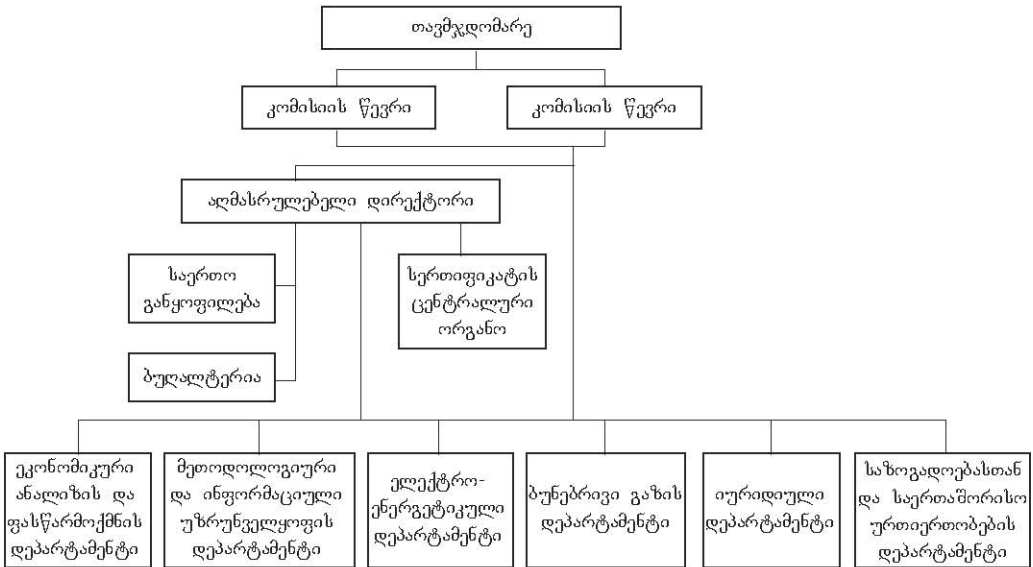 თავმჯდომარე
კომისიის წევრი
კომისიის წევრი
აღმასრულებელი დირექტორი
საერთო
განყოფილება
სერთიფიკატის
ცენტრალური
ორგანო
ბუღალტერია
ეკონომიკური
ანალიზის და
ფასწარმოქმნის
დეპარტამენტი
მეთოდოლოგიური
და ინფორმაციული
უზრუნველყოფის
დეპარტამენტი
ელექტრო-
ენერგეტიკული
დეპარტამენტი
ბუნებრივი გაზის
დეპარტამენტი
იურიდიული
დეპარტამენტი
საზოგადოებასთან
და საერთაშორისო
ურთიერთობების
დეპარტამენტი